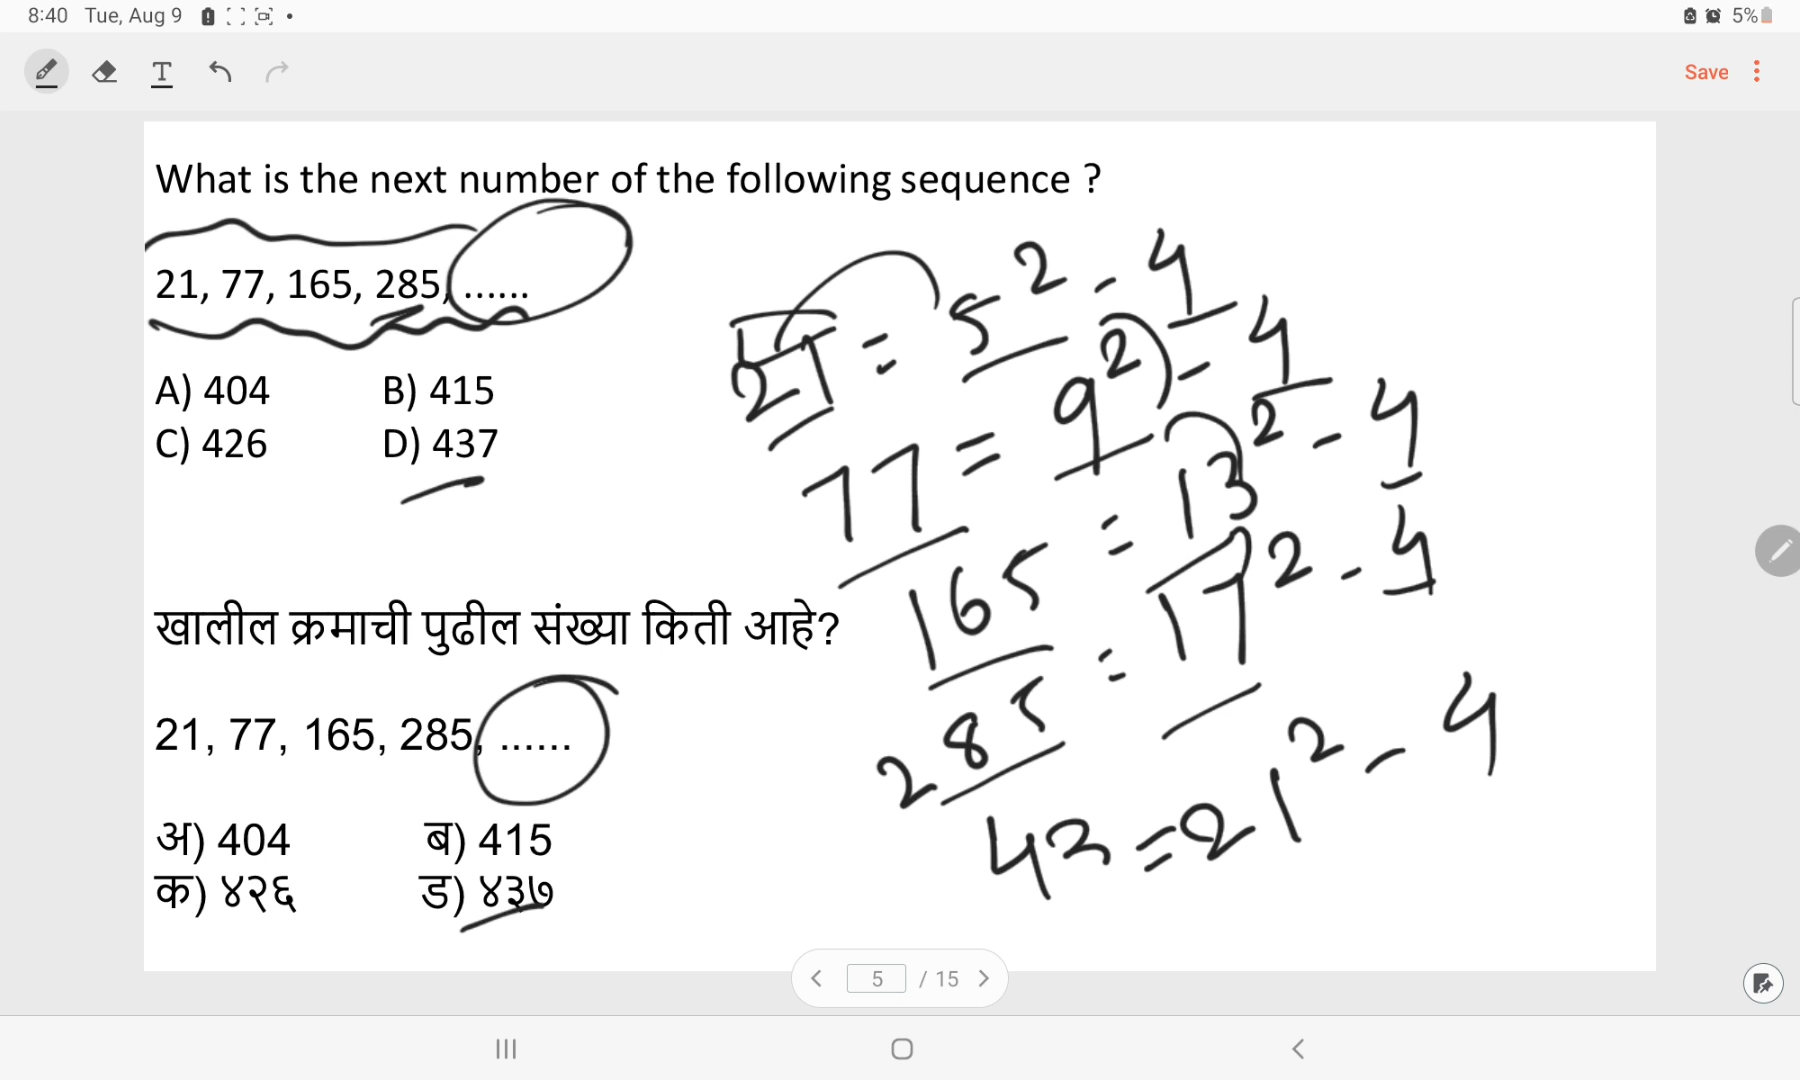 8:40 Tue, Aug 9 5%
T Save
What is the next number of the following sequence ?
21, 77, 165, 285, ......
A) 404 B) 415
C) 426 D) 437
21 = 5² - 4
77 = 9² - 4
165 = 13² - 4
285 = 17² - 4
43 = 21² - 4
खालील क्रमाची पुढील संख्या किती आहे?
21, 77, 165, 285, ......
अ) 404 ब) 415
क) ४२६ ड) ४३७
5 / 15